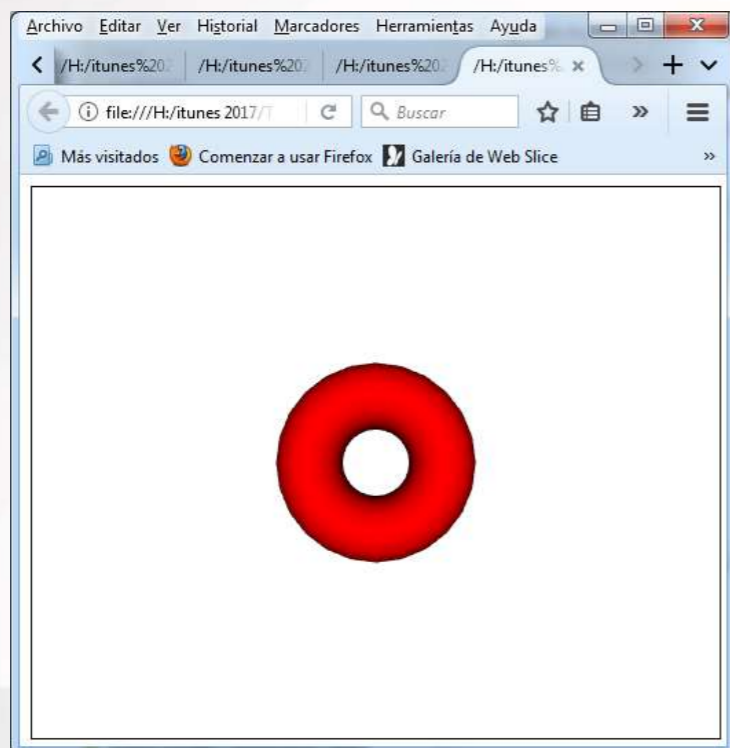 Archivo Editar Ver Historial Marcadores Herramientas Ayuda
/H:/itunes%20 /H:/itunes%20 /H:/itunes%20 /H:/itunes%
file:///H:/itunes 2017/T Buscar
Más visitados Comenzar a usar Firefox Galería de Web Slice